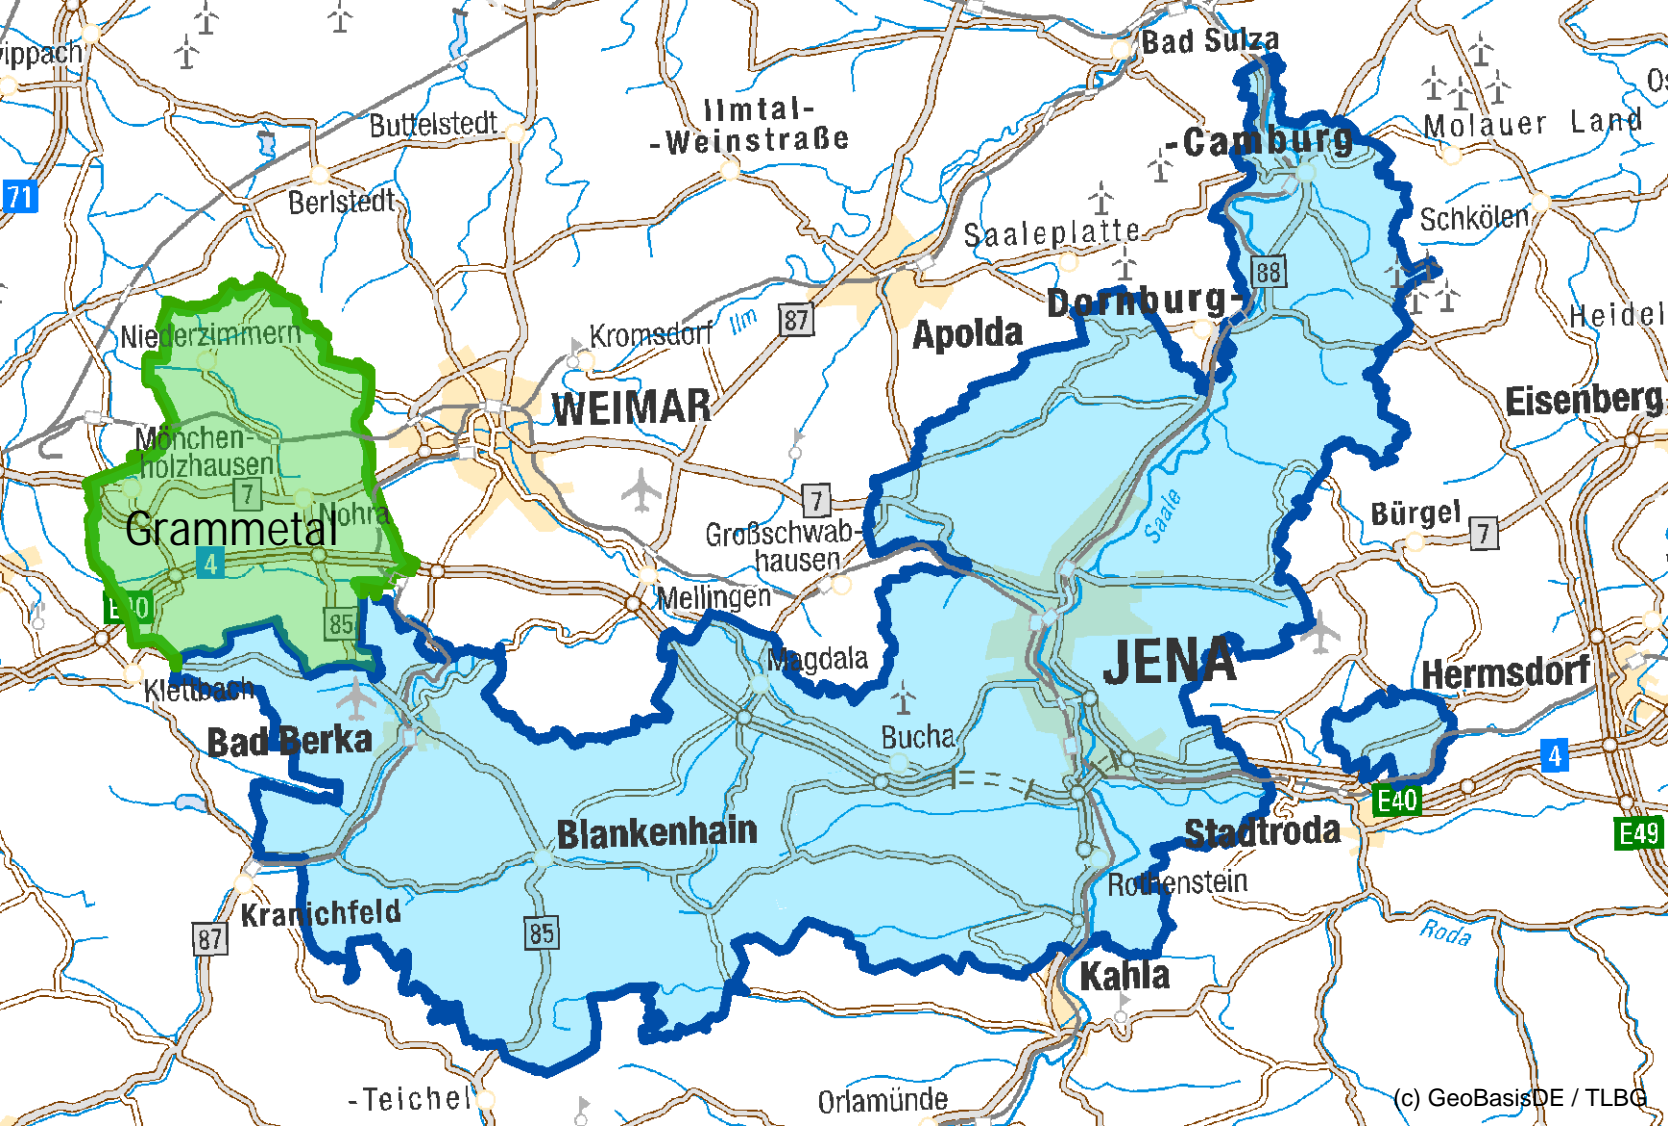 Bad Sulza
ippach
Ilmtal-
-Weinstraße
Buttelstedt
Molauer Land
-Camburg
71
Berlstedt
Schkölen
Saaleplatte
88
Dornburg-
Heidel
Niederzimmern
Kromsdorf
Ilm
87
Apolda
WEIMAR
Eisenberg
Mönchen-
holzhausen
7
Nohra
7
Saale
Bürgel
7
Grammetal
Großschwab-
hausen
4
E40
85
Mellingen
JENA
Magdala
Hermsdorf
Klettbach
Bad Berka
Bucha
4
E40
Blankenhain
Stadtroda
E49
Rothenstein
Kranichfeld
87
85
Roda
Kahla
-Teichel
Orlamünde
(c) GeoBasisDE / TLBG